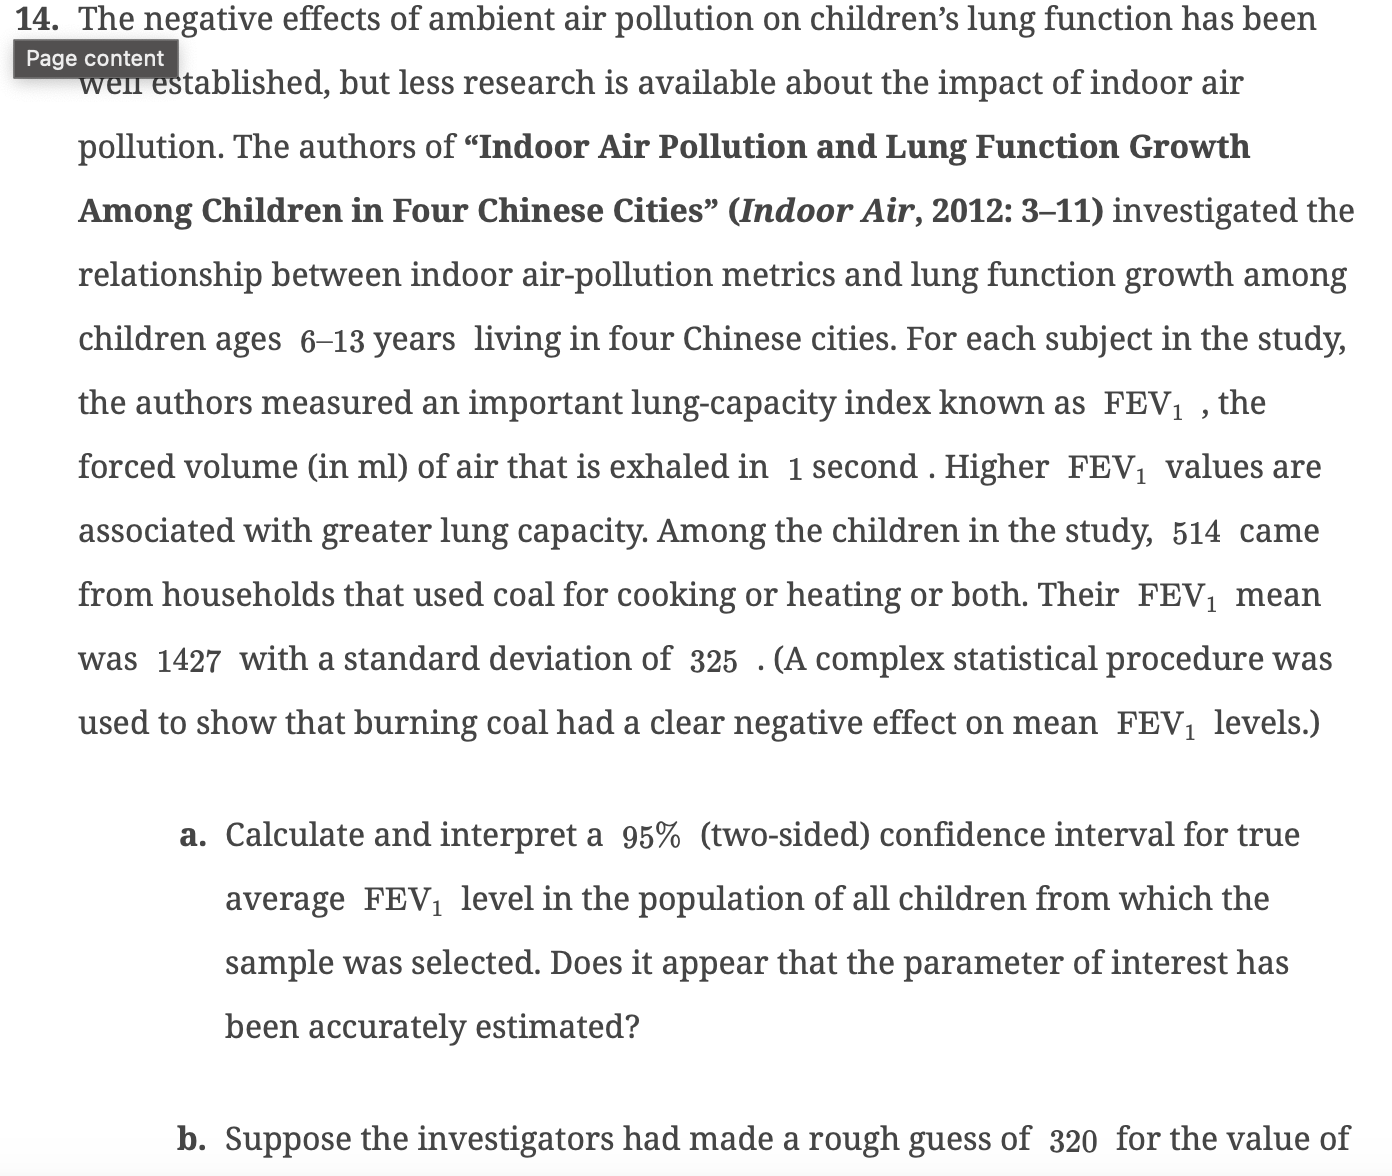 14. The negative effects of ambient air pollution on children’s lung function has been
Page content
well established, but less research is available about the impact of indoor air
pollution. The authors of “Indoor Air Pollution and Lung Function Growth
Among Children in Four Chinese Cities” (Indoor Air, 2012: 3–11) investigated the
relationship between indoor air-pollution metrics and lung function growth among
children ages 6–13 years living in four Chinese cities. For each subject in the study,
the authors measured an important lung-capacity index known as FEV₁ , the
forced volume (in ml) of air that is exhaled in 1 second . Higher FEV₁ values are
associated with greater lung capacity. Among the children in the study, 514 came
from households that used coal for cooking or heating or both. Their FEV₁ mean
was 1427 with a standard deviation of 325 . (A complex statistical procedure was
used to show that burning coal had a clear negative effect on mean FEV₁ levels.)
a. Calculate and interpret a 95% (two-sided) confidence interval for true
average FEV₁ level in the population of all children from which the
sample was selected. Does it appear that the parameter of interest has
been accurately estimated?
b. Suppose the investigators had made a rough guess of 320 for the value of